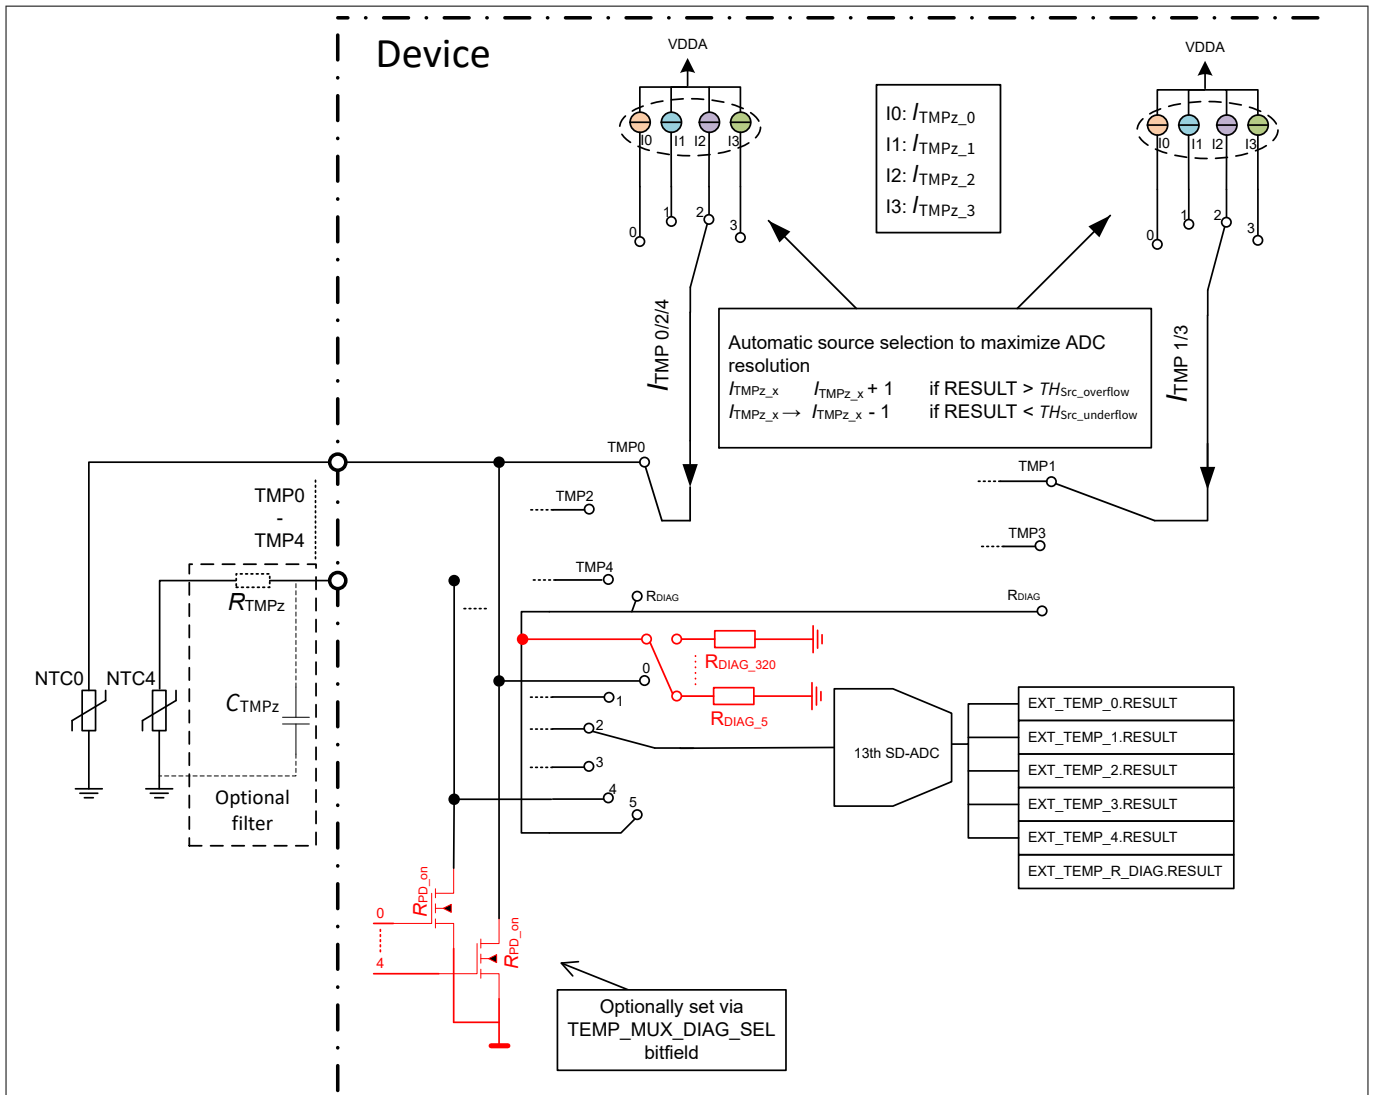 Device
VDDA
VDDA
I0 I1 I2 I3
I0: ITMPz_0
I1: ITMPz_1
I2: ITMPz_2
I3: ITMPz_3
I0 I1 I2 I3
0 1 2 3
0 1 2 3
ITMP 0/2/4
ITMP 1/3
Automatic source selection to maximize ADC
resolution
ITMPz_x ITMPz_x + 1 if RESULT > THSrc_overflow
ITMPz_x → ITMPz_x - 1 if RESULT < THSrc_underflow
TMP0
TMP1
TMP0
-
TMP4
TMP2
TMP3
TMP4
RTMPz
RDIAG
RDIAG
RDIAG_320
RDIAG_5
NTC0
NTC4
CTMPz
Optional
filter
0
1
2
3
4
5
13th SD-ADC
EXT_TEMP_0.RESULT
EXT_TEMP_1.RESULT
EXT_TEMP_2.RESULT
EXT_TEMP_3.RESULT
EXT_TEMP_4.RESULT
EXT_TEMP_R_DIAG.RESULT
RPD_on
RPD_on
0
4
Optionally set via
TEMP_MUX_DIAG_SEL
bitfield